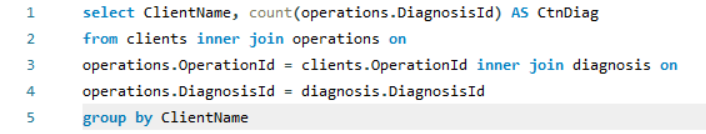 1 select ClientName, count(operations.DiagnosisId) AS CtnDiag
2 from clients inner join operations on
3 operations.OperationId = clients.OperationId inner join diagnosis on
4 operations.DiagnosisId = diagnosis.DiagnosisId
5 group by ClientName